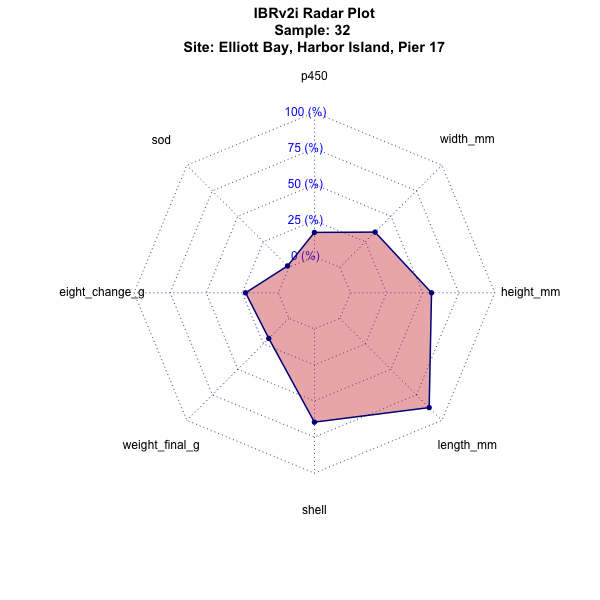 IBRv2i Radar Plot
Sample: 32
Site: Elliott Bay, Harbor Island, Pier 17
p450
100 (%)
sod
width_mm
75 (%)
50 (%)
25 (%)
0 (%)
eight_change_g
height_mm
weight_final_g
length_mm
shell